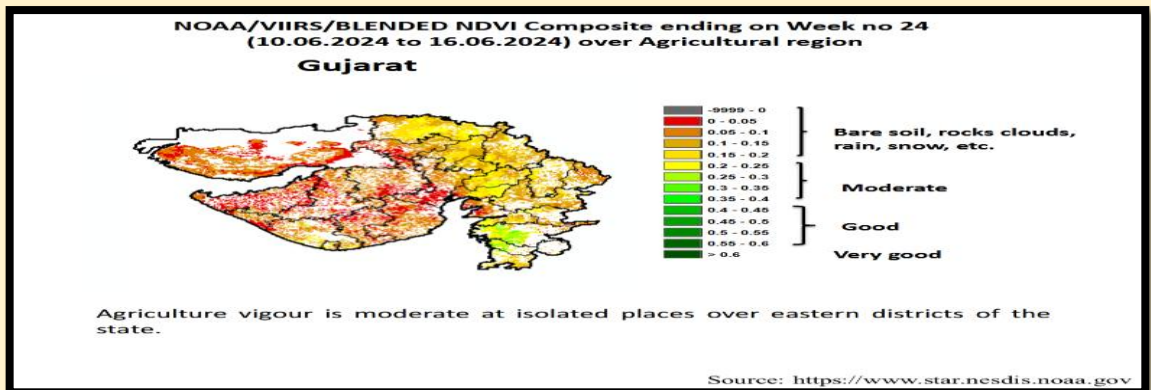 NOAA/VIIRS/BLENDED NDVI Composite ending on Week no 24
(10.06.2024 to 16.06.2024) over Agricultural region
Gujarat
-9999 - 0
0 - 0.05
0.05 - 0.1
0.1 - 0.15
0.15 - 0.2
0.2 - 0.25
0.25 - 0.3
0.3 - 0.35
0.35 - 0.4
0.4 - 0.45
0.45 - 0.5
0.5 - 0.55
0.55 - 0.6
> 0.6
Bare soil, rocks clouds,
rain, snow, etc.
Moderate
Good
Very good
Agriculture vigour is moderate at isolated places over eastern districts of the
state.
Source: https://www.star.nesdis.noaa.gov